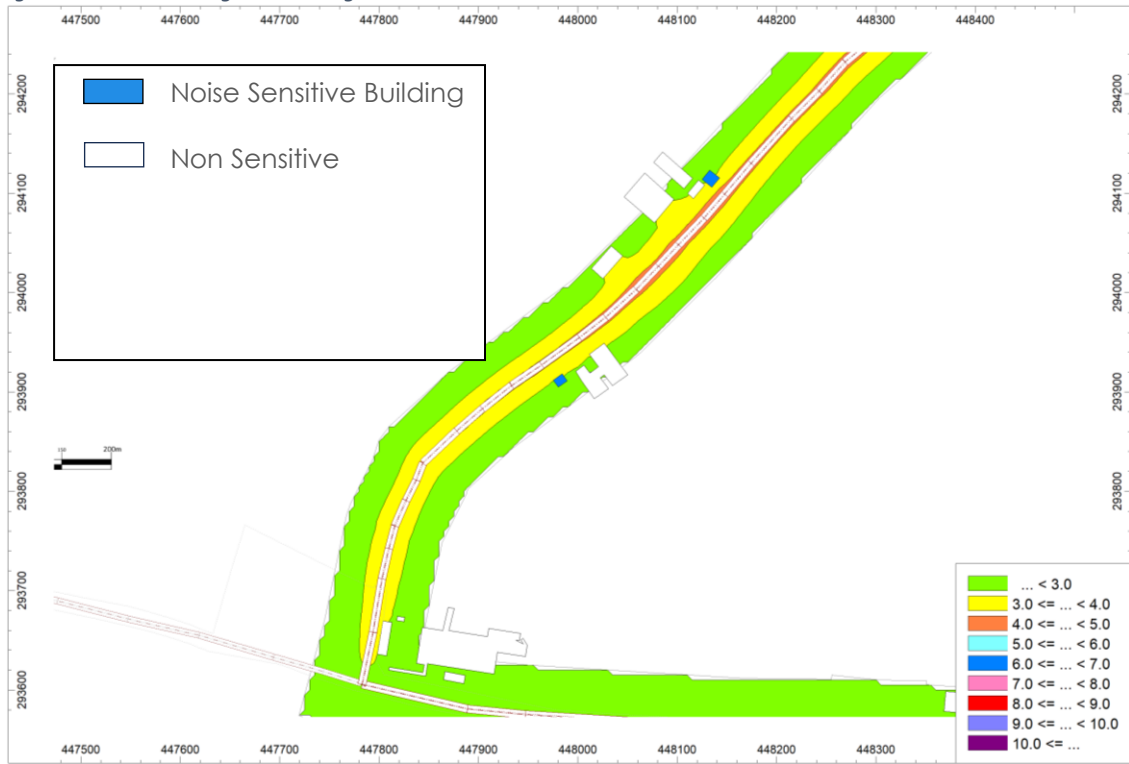 447500 447600 447700 447800 447900 448000 448100 448200 448300 448400
294200 294200
Noise Sensitive Building
Non Sensitive
294100 294100
294000 294000
293900 293900
200m
293800 293800
293700 293700
293600 293600
... < 3.0
3.0 <= ... < 4.0
4.0 <= ... < 5.0
5.0 <= ... < 6.0
6.0 <= ... < 7.0
7.0 <= ... < 8.0
8.0 <= ... < 9.0
9.0 <= ... < 10.0
10.0 <= ...
447500 447600 447700 447800 447900 448000 448100 448200 448300